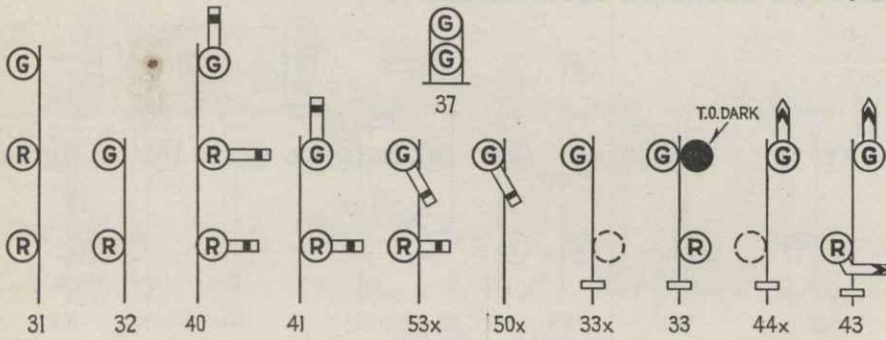 G
G G G
37
T.O. DARK
R G R G G G G G G G
R R R R R R R
31 32 40 41 53x 50x 33x 33 44x 43